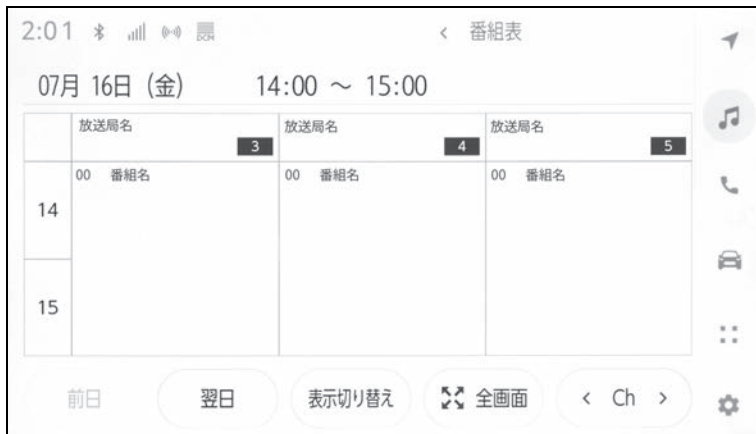 2:01
< 番組表
07月 16日 (金) 14:00 ～ 15:00
放送局名 3 放送局名 4 放送局名 5
14 00 番組名 00 番組名 00 番組名
15
前日 翌日 表示切り替え 全画面 < Ch >